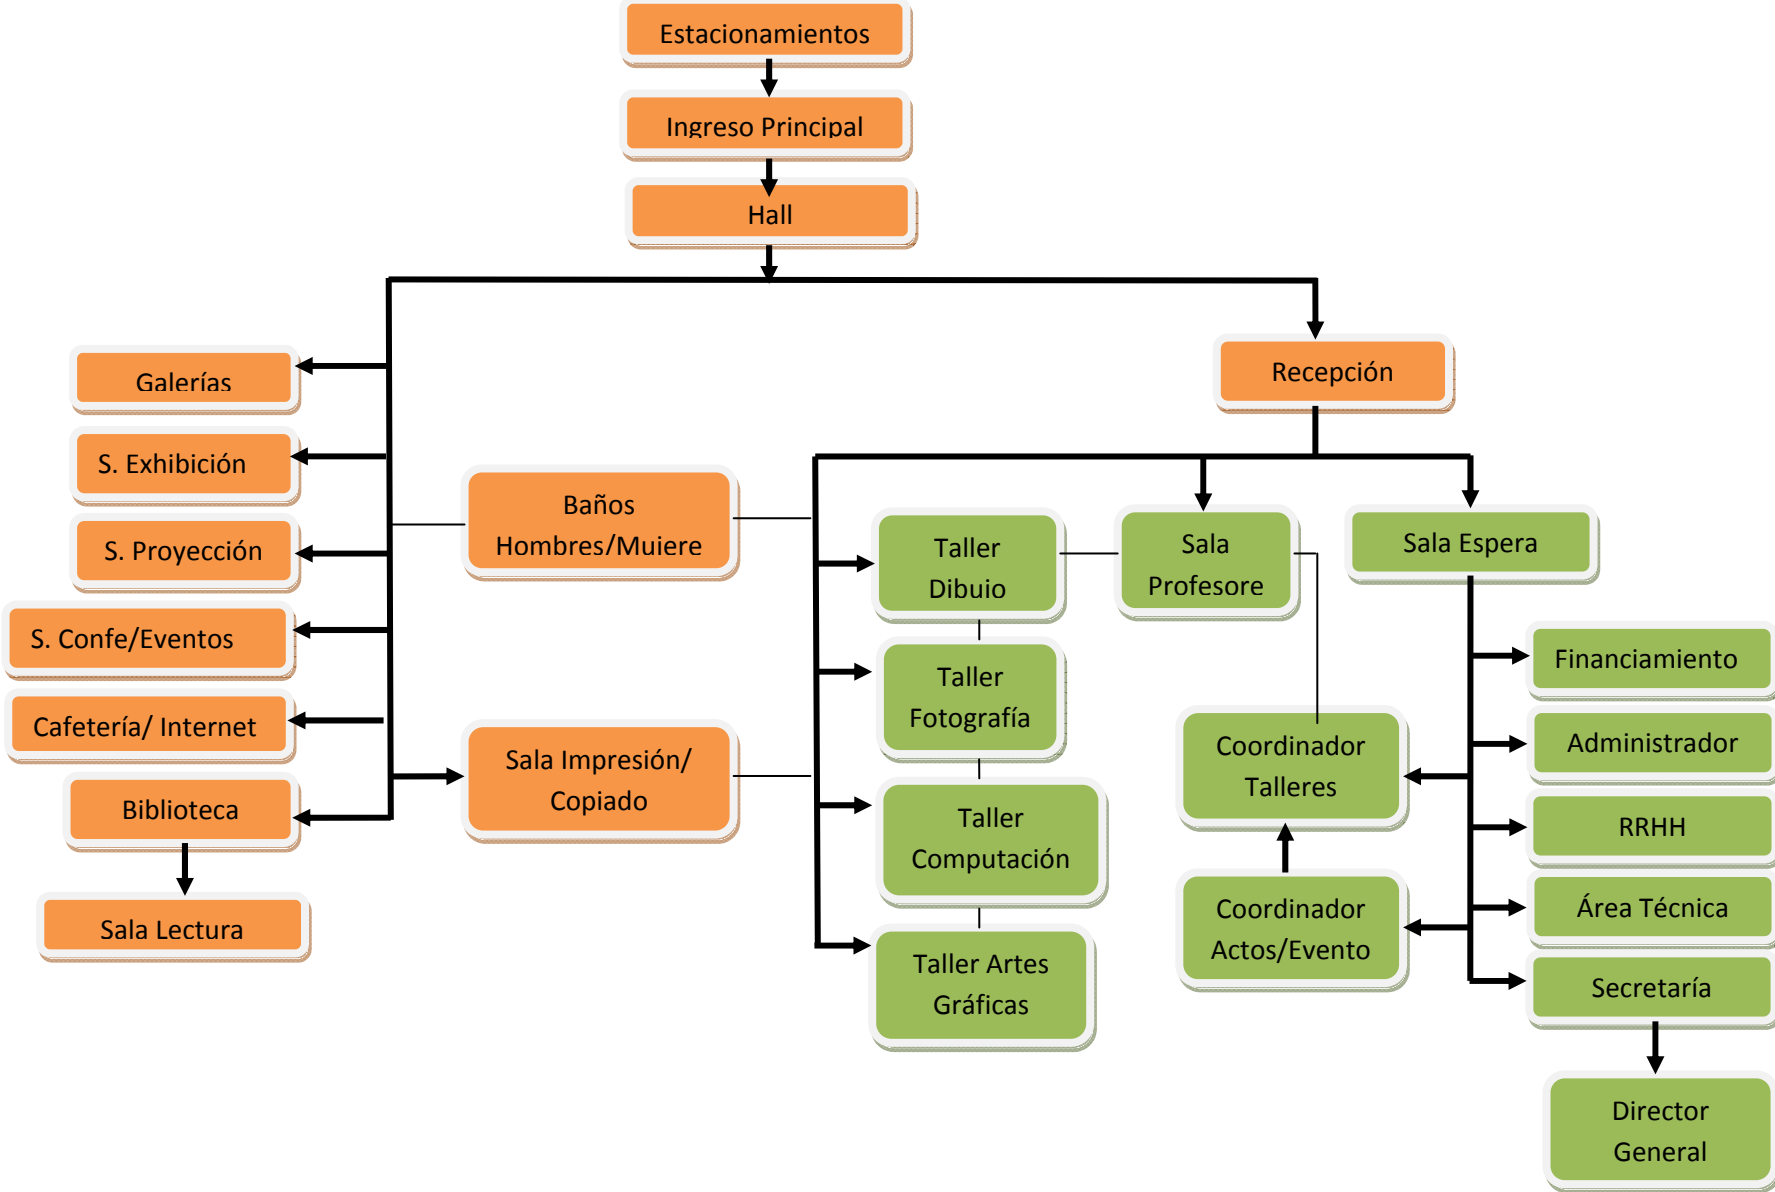 Estacionamientos
Ingreso Principal
Hall
Galerías
S. Exhibición
S. Proyección
S. Confe/Eventos
Cafetería/ Internet
Biblioteca
Sala Lectura
Baños
Hombres/Muiere
Sala Impresión/
Copiado
Recepción
Taller
Dibuio
Taller
Fotografía
Taller
Computación
Taller Artes
Gráficas
Sala
Profesore
Coordinador
Talleres
Coordinador
Actos/Evento
Sala Espera
Financiamiento
Administrador
RRHH
Área Técnica
Secretaría
Director
General